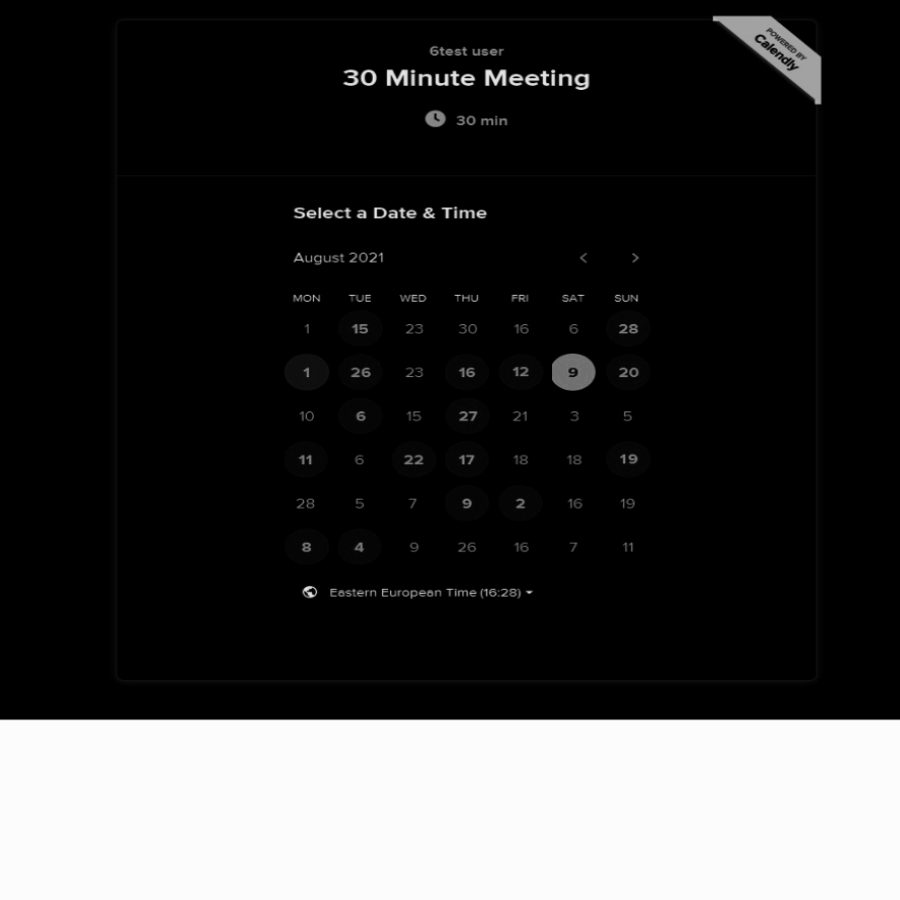 6test user
30 Minute Meeting
30 min
POWERED BY
Calendly
Select a Date & Time
August 2021
MON TUE WED THU FRI SAT SUN
1 15 23 30 16 6 28
1 26 23 16 12 9 20
10 6 15 27 21 3 5
11 6 22 17 18 18 19
28 5 7 9 2 16 19
8 4 9 26 16 7 11
Eastern European Time (16:28)